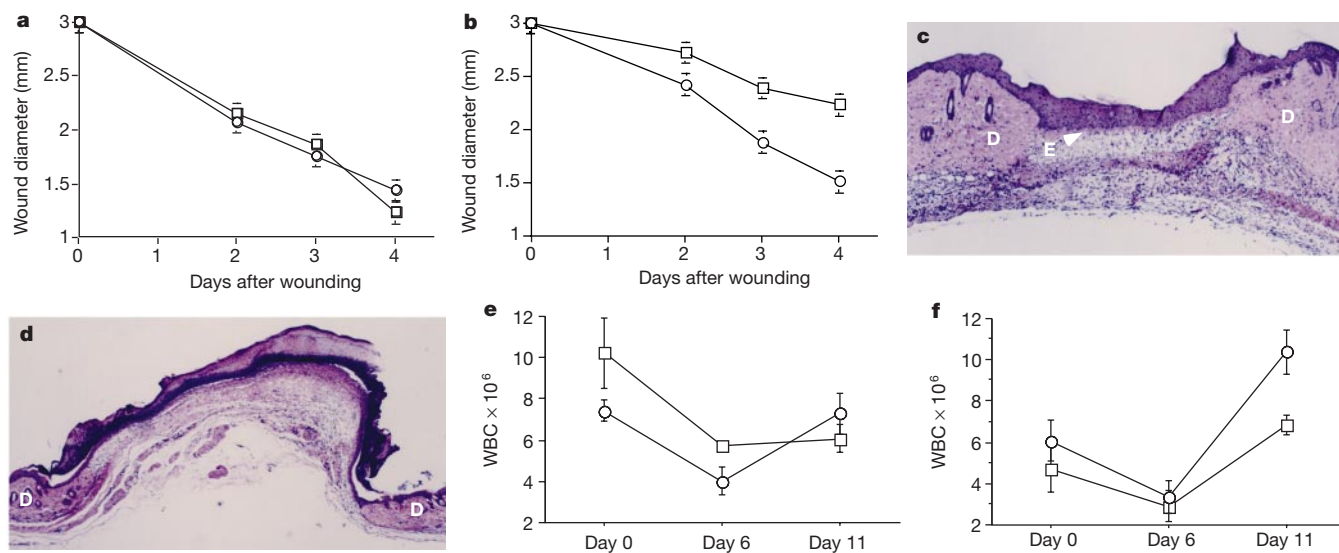 a
3
2.5
2
1.5
1
Wound diameter (mm)
0 1 2 3 4
Days after wounding
b
3
2.5
2
1.5
1
Wound diameter (mm)
0 1 2 3 4
Days after wounding
c
D
E
D
d
D
D
e
12
10
8
6
4
2
WBC × 10⁶
Day 0 Day 6 Day 11
f
12
10
8
6
4
2
WBC × 10⁶
Day 0 Day 6 Day 11